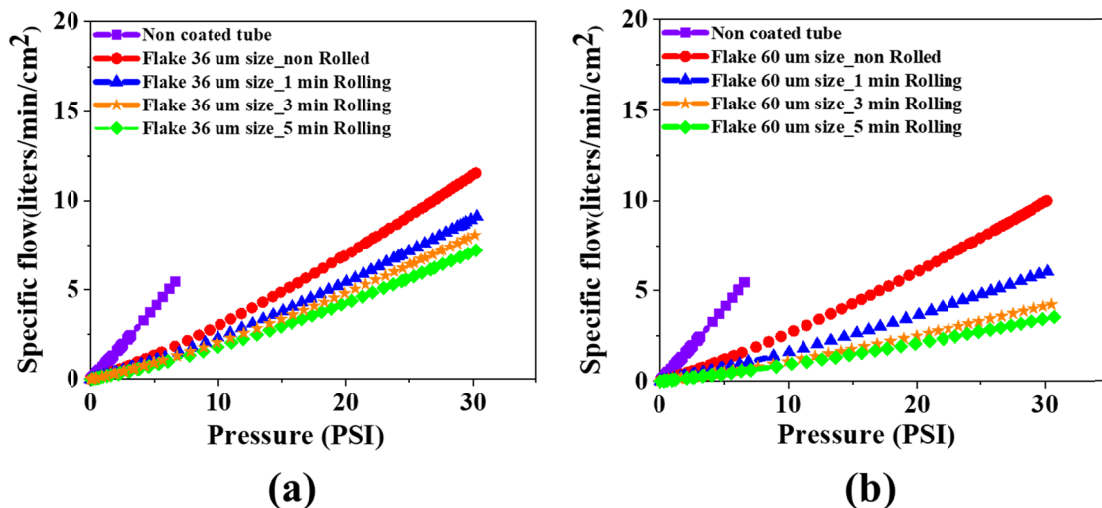 Specific flow(liters/min/cm²)
20
15
10
5
0
Non coated tube
Flake 36 um size_non Rolled
Flake 36 um size_1 min Rolling
Flake 36 um size_3 min Rolling
Flake 36 um size_5 min Rolling
0
10
20
30
Pressure (PSI)
(a)
Specific flow(liters/min/cm²)
20
15
10
5
0
Non coated tube
Flake 60 um size_non Rolled
Flake 60 um size_1 min Rolling
Flake 60 um size_3 min Rolling
Flake 60 um size_5 min Rolling
0
10
20
30
Pressure (PSI)
(b)